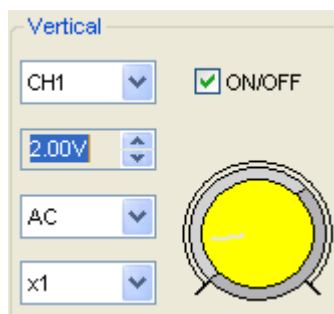 Vertical
CH1
ON/OFF
2.00V
AC
x1